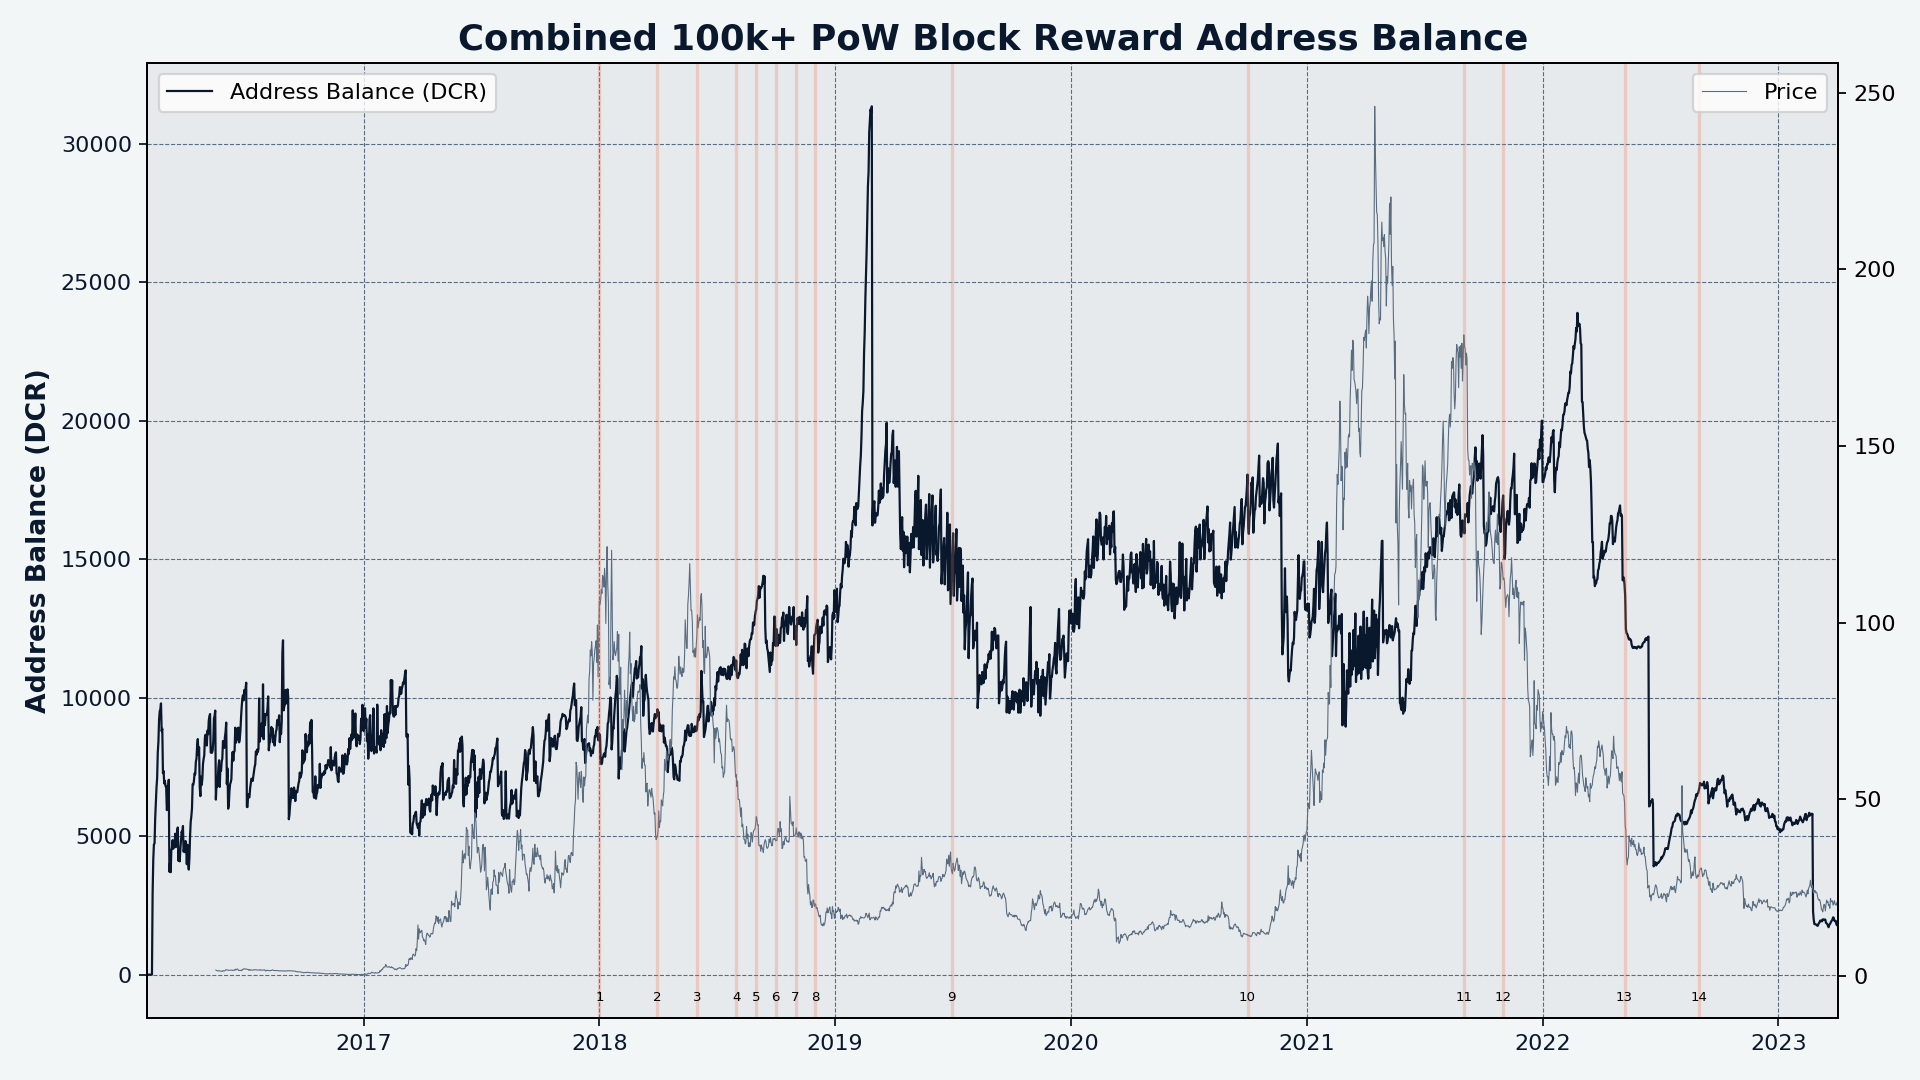 Combined 100k+ PoW Block Reward Address Balance
Address Balance (DCR)
Price
Address Balance (DCR)
30000
25000
20000
15000
10000
5000
0
250
200
150
100
50
0
1 2 3 4 5 6 7 8 9 10 11 12 13 14
2017 2018 2019 2020 2021 2022 2023